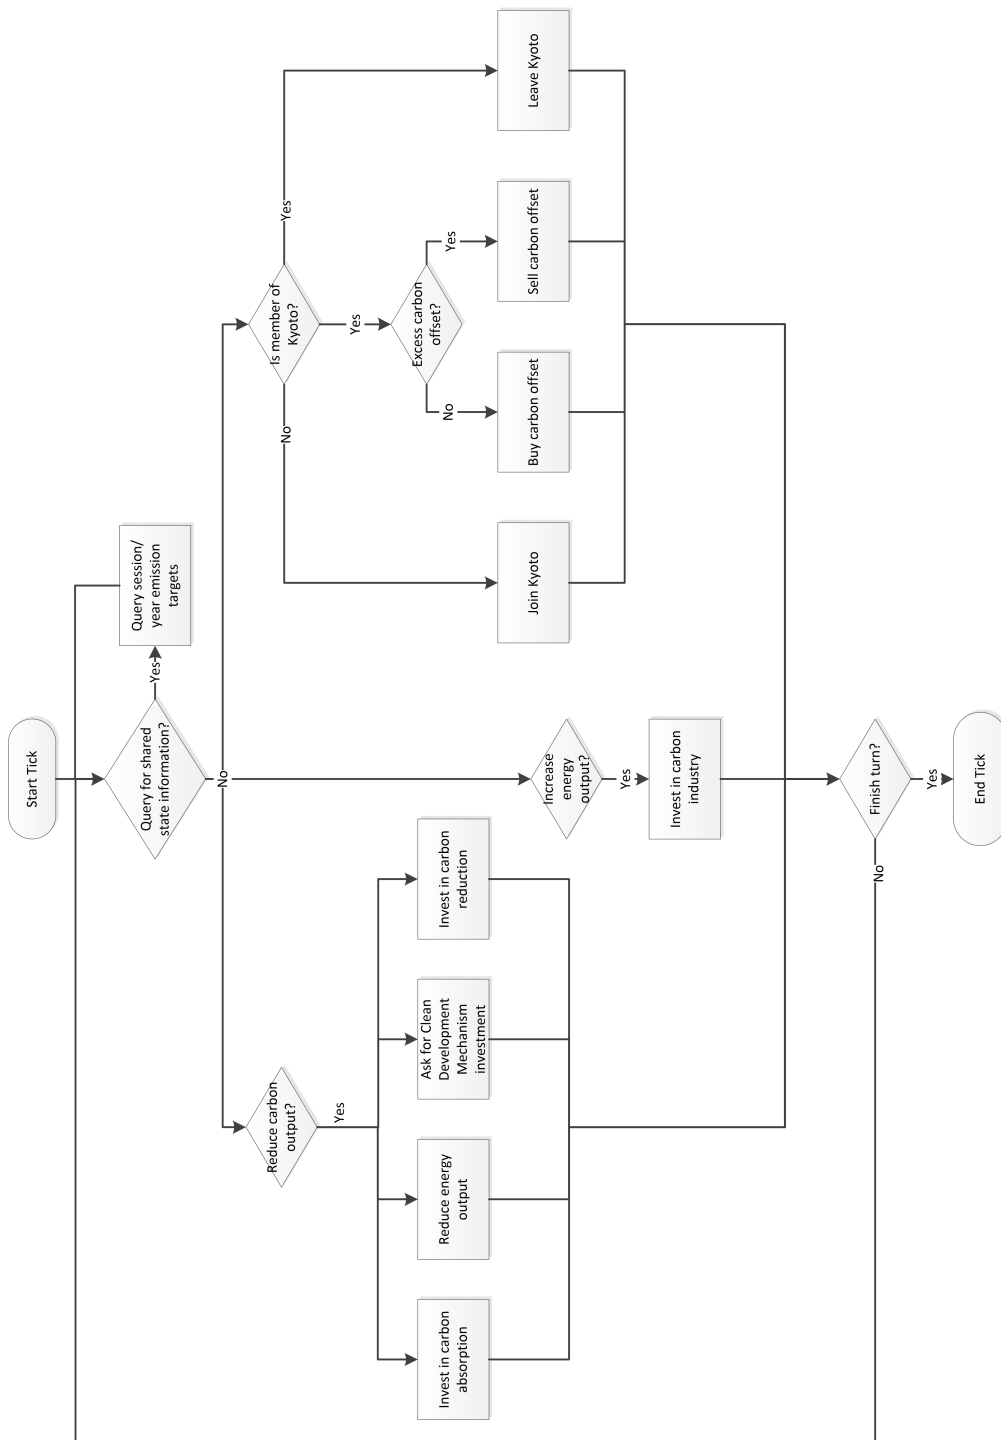 Start Tick
Query for shared
state information?
Yes
Query session/
year emission
targets
No
Reduce carbon
output?
Yes
Invest in carbon
absorption
Reduce energy
output
Ask for Clean
Development
Mechanism
investment
Invest in carbon
reduction
Increase
energy
output?
Yes
Invest in carbon
industry
Is member of
Kyoto?
No
Yes
Yes
Excess carbon
offset?
No
Yes
Join Kyoto
Buy carbon offset
Sell carbon offset
Leave Kyoto
Finish turn?
No
Yes
End Tick